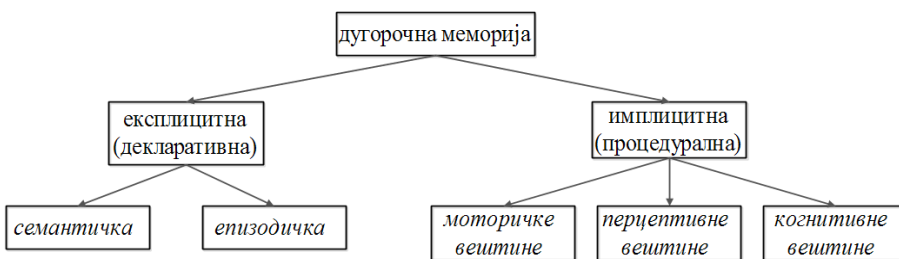 дугорочна меморија
експлицитна
(декларативна)
имплицитна
(процедурална)
семантичка
епизодичка
моторичке
вештине
перцептивне
вештине
когнитивне
вештине